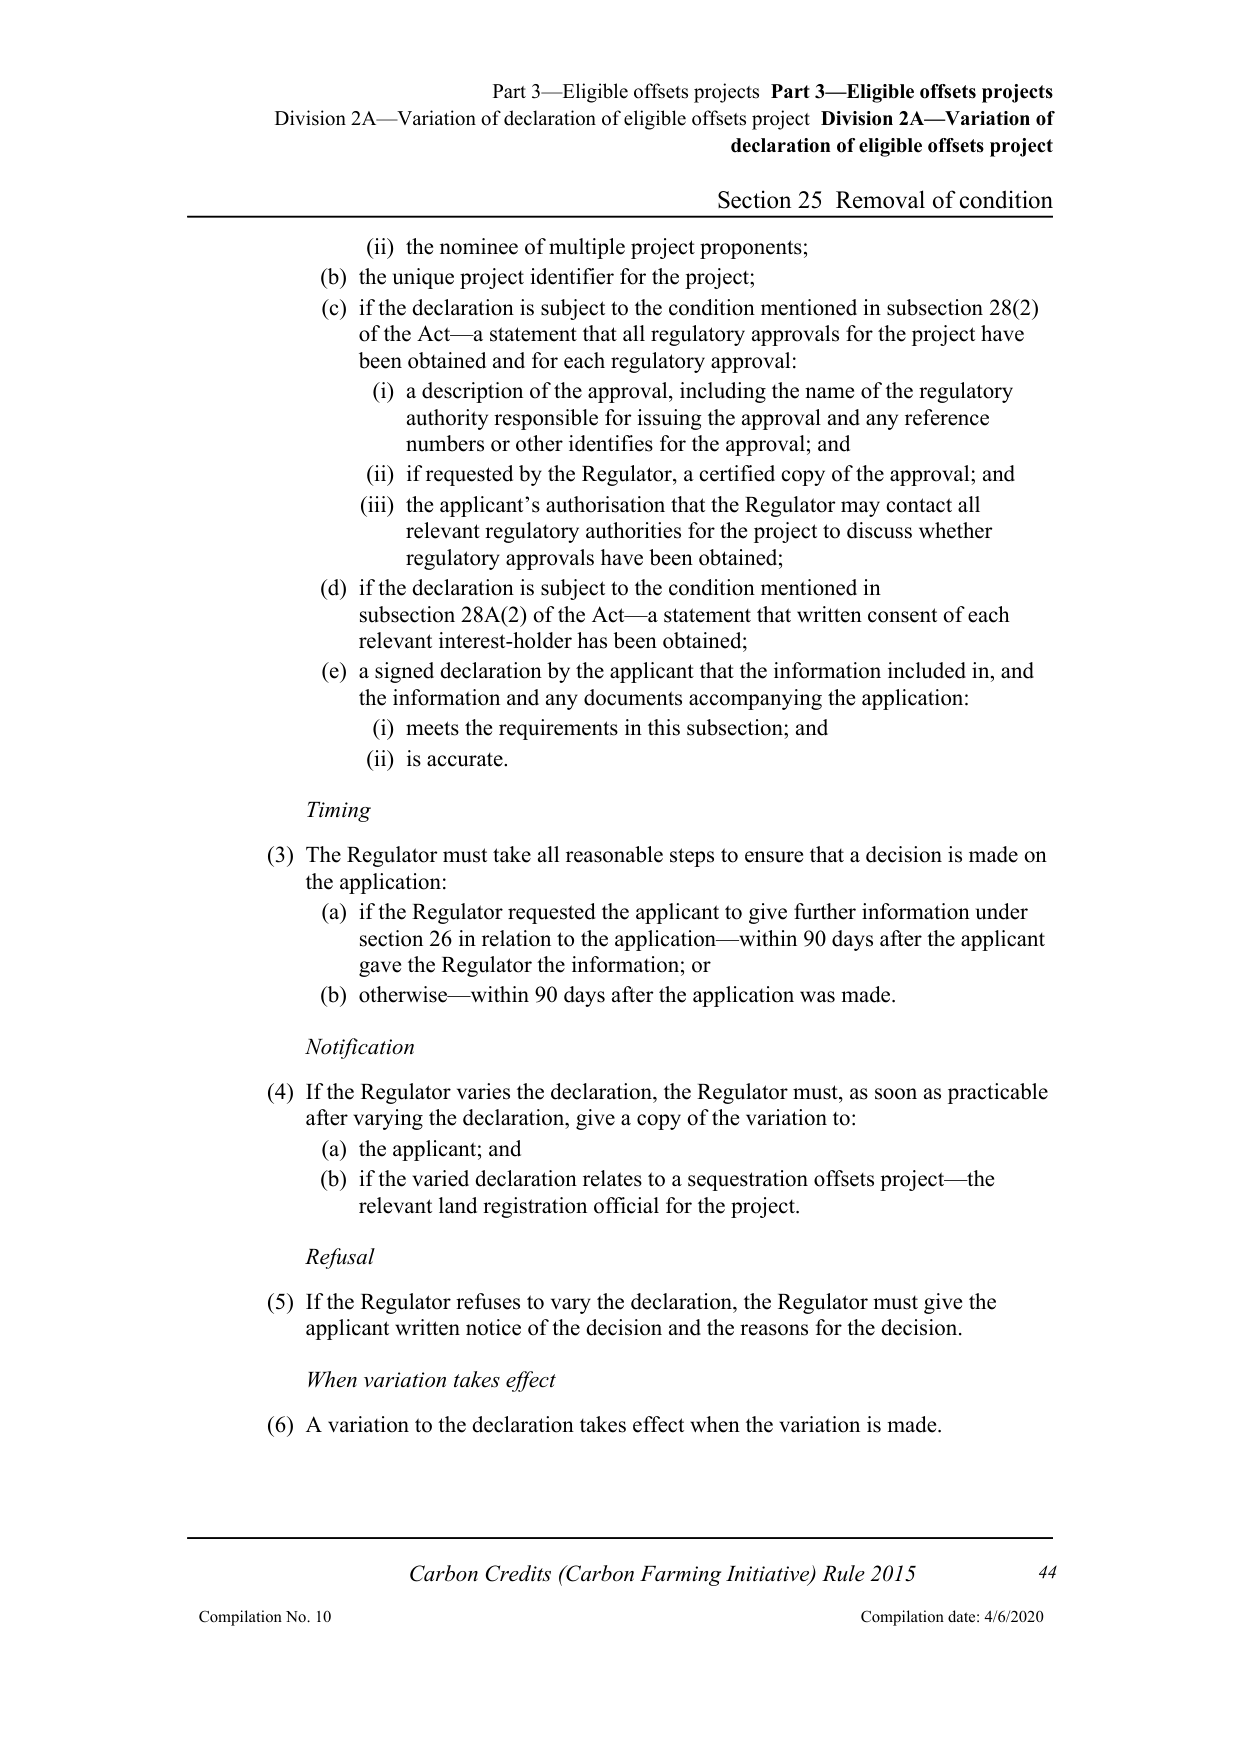 Part 3—Eligible offsets projects  Part 3—Eligible offsets projects
Division 2A—Variation of declaration of eligible offsets project  Division 2A—Variation of
declaration of eligible offsets project
Section 25  Removal of condition
(ii) the nominee of multiple project proponents;
(b) the unique project identifier for the project;
(c) if the declaration is subject to the condition mentioned in subsection 28(2)
of the Act—a statement that all regulatory approvals for the project have
been obtained and for each regulatory approval:
(i) a description of the approval, including the name of the regulatory
authority responsible for issuing the approval and any reference
numbers or other identifies for the approval; and
(ii) if requested by the Regulator, a certified copy of the approval; and
(iii) the applicant’s authorisation that the Regulator may contact all
relevant regulatory authorities for the project to discuss whether
regulatory approvals have been obtained;
(d) if the declaration is subject to the condition mentioned in
subsection 28A(2) of the Act—a statement that written consent of each
relevant interest-holder has been obtained;
(e) a signed declaration by the applicant that the information included in, and
the information and any documents accompanying the application:
(i) meets the requirements in this subsection; and
(ii) is accurate.
Timing
(3) The Regulator must take all reasonable steps to ensure that a decision is made on
the application:
(a) if the Regulator requested the applicant to give further information under
section 26 in relation to the application—within 90 days after the applicant
gave the Regulator the information; or
(b) otherwise—within 90 days after the application was made.
Notification
(4) If the Regulator varies the declaration, the Regulator must, as soon as practicable
after varying the declaration, give a copy of the variation to:
(a) the applicant; and
(b) if the varied declaration relates to a sequestration offsets project—the
relevant land registration official for the project.
Refusal
(5) If the Regulator refuses to vary the declaration, the Regulator must give the
applicant written notice of the decision and the reasons for the decision.
When variation takes effect
(6) A variation to the declaration takes effect when the variation is made.
Carbon Credits (Carbon Farming Initiative) Rule 2015 44
Compilation No. 10 Compilation date: 4/6/2020